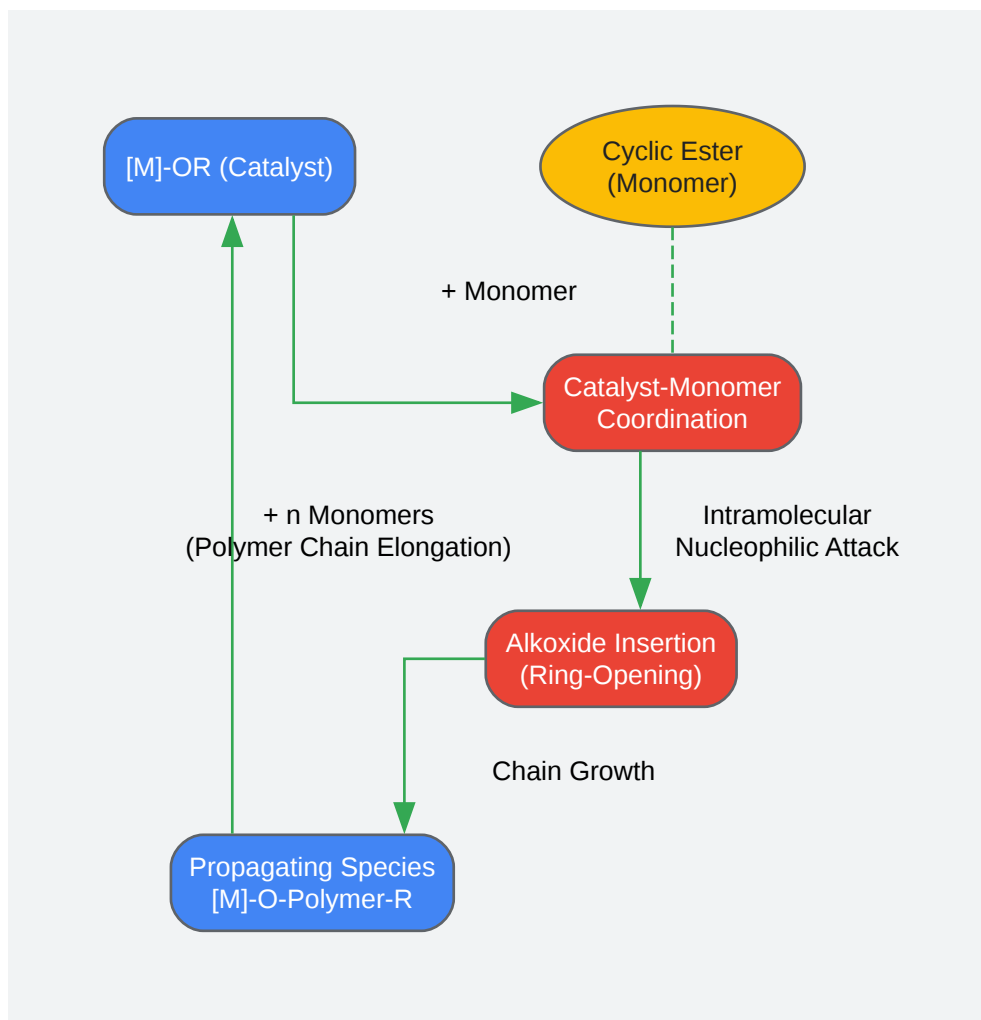 [M]-OR (Catalyst)
Cyclic Ester
(Monomer)
+ Monomer
Catalyst-Monomer
Coordination
+ n Monomers
(Polymer Chain Elongation)
Intramolecular
Nucleophilic Attack
Alkoxide Insertion
(Ring-Opening)
Chain Growth
Propagating Species
[M]-O-Polymer-R